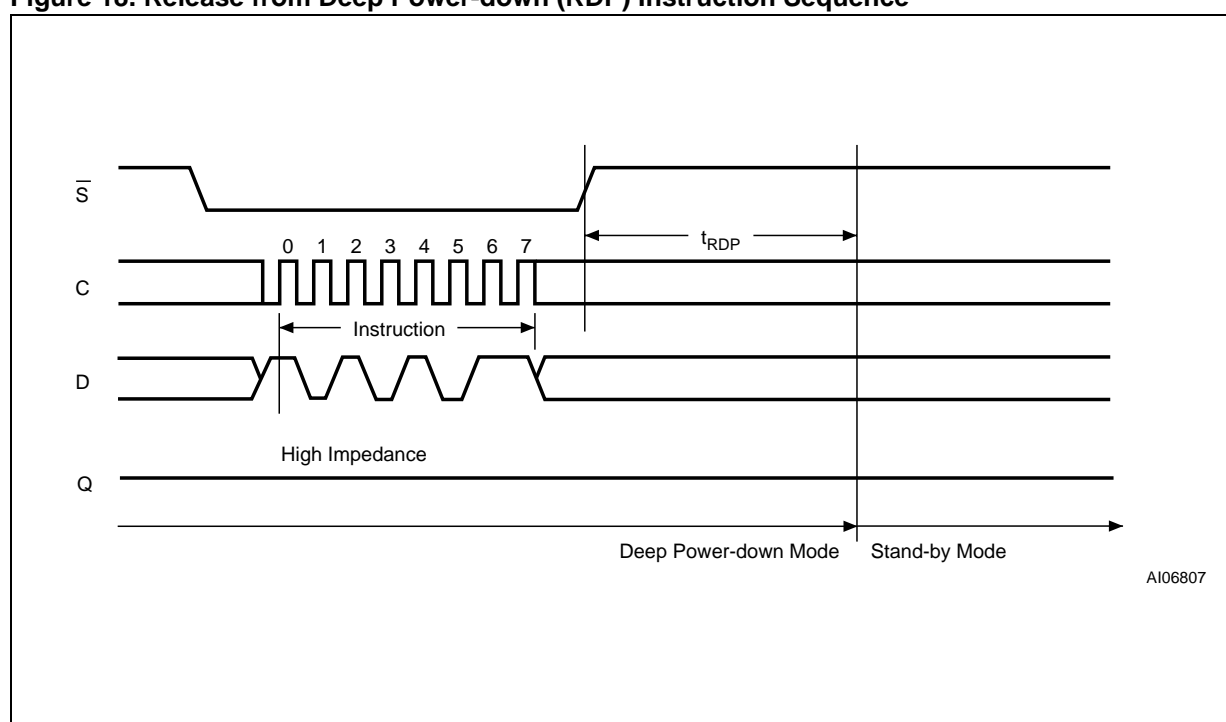 Figure 18. Release from Deep Power-down (RDP) Instruction Sequence
S̅
0 1 2 3 4 5 6 7
tRDP
C
Instruction
D
High Impedance
Q
Deep Power-down Mode Stand-by Mode
AI06807